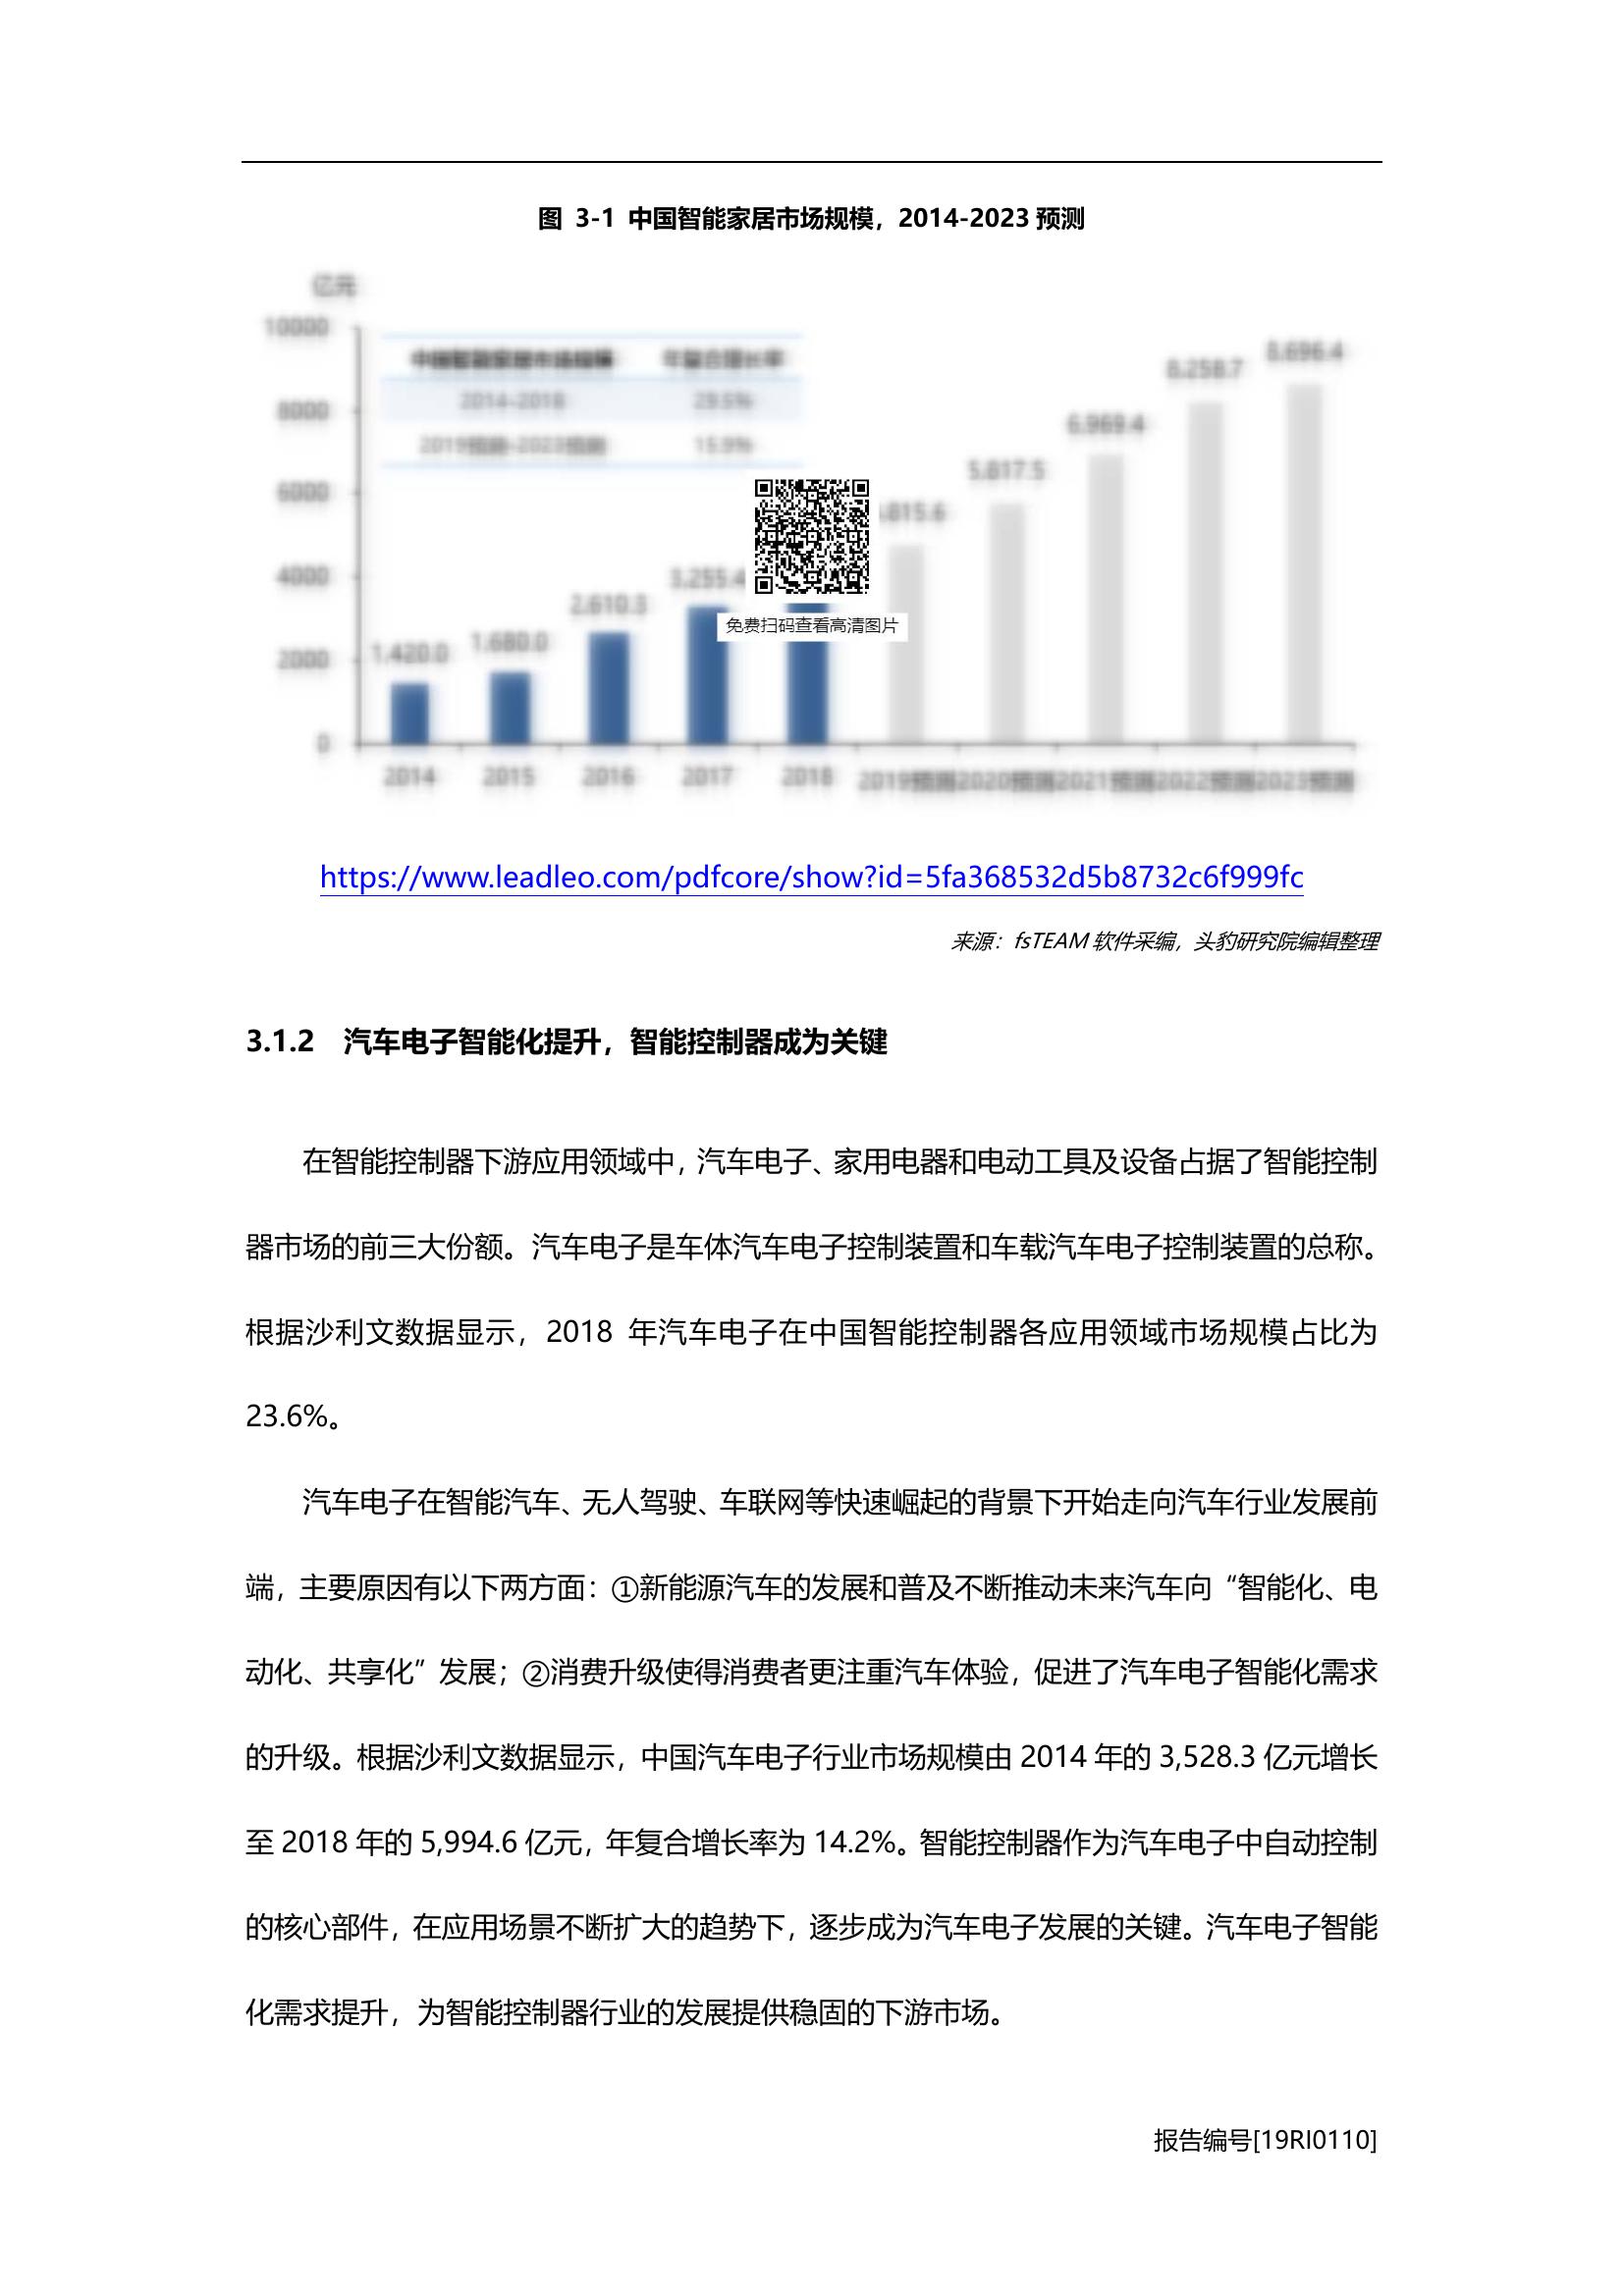 图 3-1 中国智能家居市场规模，2014-2023 预测
亿元
10000
8000
6000
4000
2000
0
中国智能家居市场规模 年复合增长率
2014-2018
2019预测-2023预测 15.9%
1,420.0
1,680.0
2,610.3
3,255.4
5,817.5
6,969.4
8,258.7
8,696.4
免费扫码查看高清图片
2014 2015 2016 2017 2018 2019预测 2020预测 2021预测 2022预测 2023预测
https://www.leadleo.com/pdfcore/show?id=5fa368532d5b8732c6f999fc
来源：fsTEAM 软件采编，头豹研究院编辑整理
3.1.2 汽车电子智能化提升，智能控制器成为关键
在智能控制器下游应用领域中，汽车电子、家用电器和电动工具及设备占据了智能控制
器市场的前三大份额。汽车电子是车体汽车电子控制装置和车载汽车电子控制装置的总称。
根据沙利文数据显示，2018 年汽车电子在中国智能控制器各应用领域市场规模占比为
23.6%。
汽车电子在智能汽车、无人驾驶、车联网等快速崛起的背景下开始走向汽车行业发展前
端，主要原因有以下两方面：①新能源汽车的发展和普及不断推动未来汽车向“智能化、电
动化、共享化”发展；②消费升级使得消费者更注重汽车体验，促进了汽车电子智能化需求
的升级。根据沙利文数据显示，中国汽车电子行业市场规模由 2014 年的 3,528.3 亿元增长
至 2018 年的 5,994.6 亿元，年复合增长率为 14.2%。智能控制器作为汽车电子中自动控制
的核心部件，在应用场景不断扩大的趋势下，逐步成为汽车电子发展的关键。汽车电子智能
化需求提升，为智能控制器行业的发展提供稳固的下游市场。
报告编号[19RI0110]